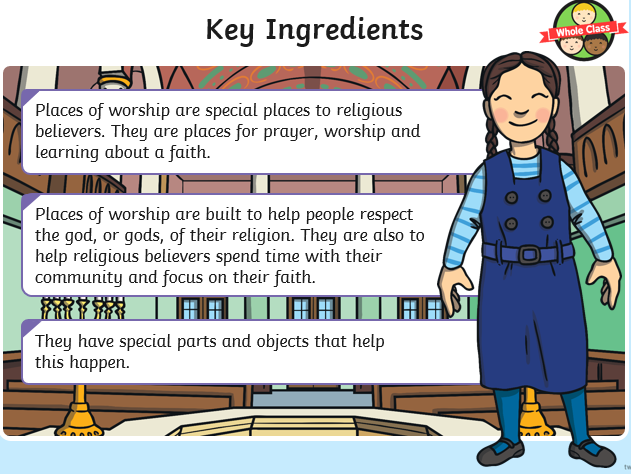 Key Ingredients
Whole Class
Places of worship are special places to religious
believers. They are places for prayer, worship and
learning about a faith.
Places of worship are built to help people respect
the god, or gods, of their religion. They are also to
help religious believers spend time with their
community and focus on their faith.
They have special parts and objects that help
this happen.